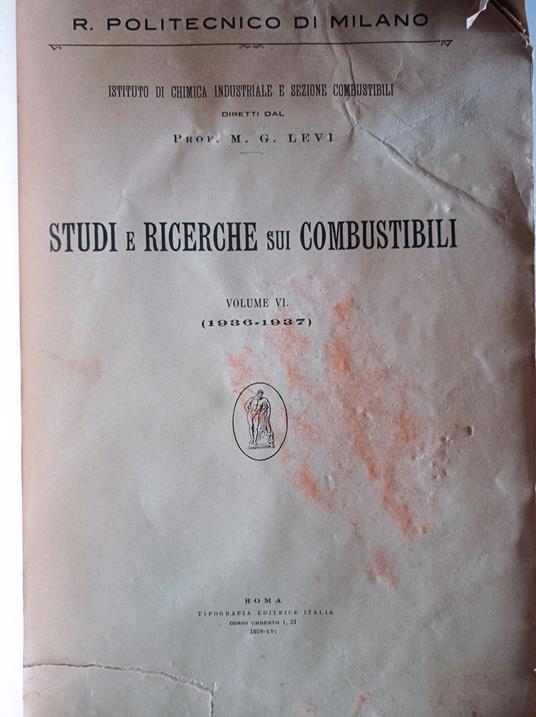 R. POLITECNICO DI MILANO
ISTITUTO DI CHIMICA INDUSTRIALE E SEZIONE COMBUSTIBILI
DIRETTI DAL
PROF. M. G. LEVI
STUDI E RICERCHE SUI COMBUSTIBILI
VOLUME VI.
(1936-1937)
ROMA
TIPOGRAFIA EDITRICE ITALIA
CORSO UMBERTO I, 21
1938-XVI